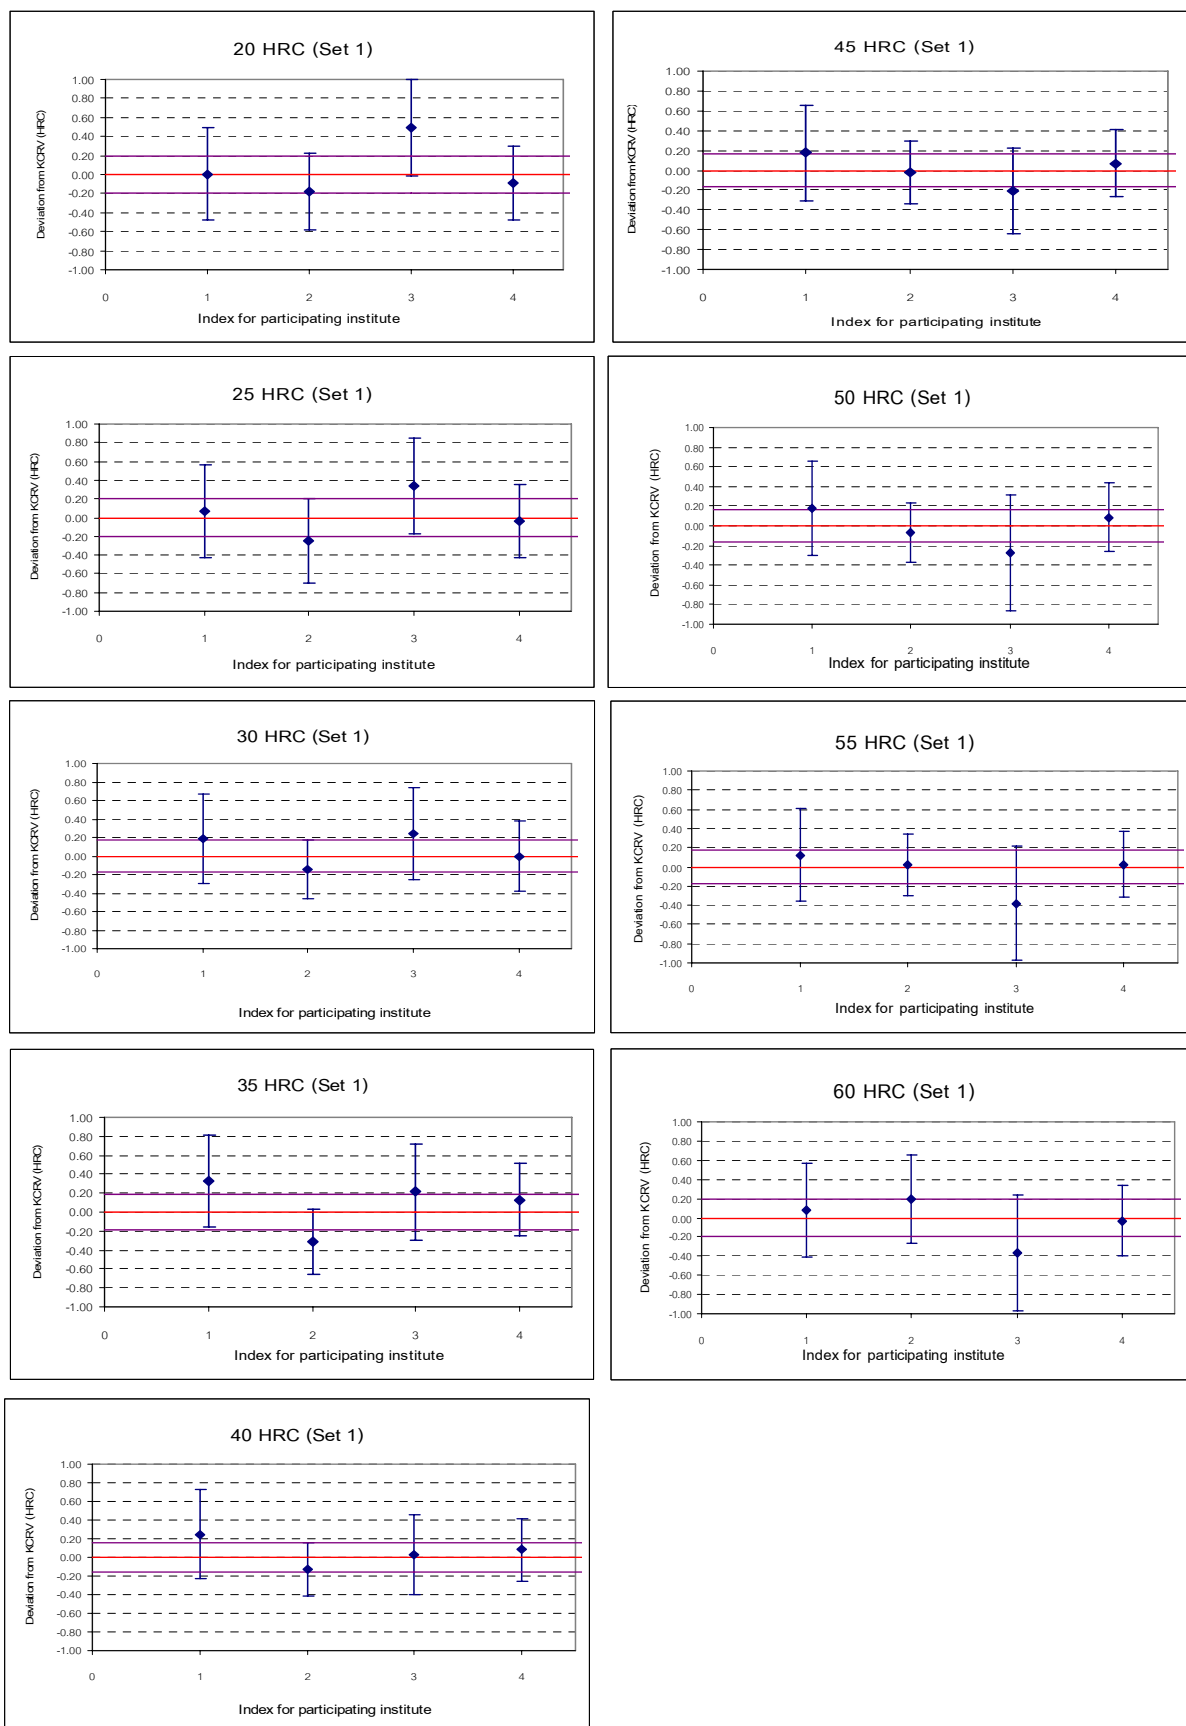 20 HRC (Set 1)
Deviation from KCRV (HRC)
1.00
0.80
0.60
0.40
0.20
0.00
-0.20
-0.40
-0.60
-0.80
-1.00
0 1 2 3 4
Index for participating institute
45 HRC (Set 1)
Deviation from KCRV (HRC)
1.00
0.80
0.60
0.40
0.20
0.00
-0.20
-0.40
-0.60
-0.80
-1.00
0 1 2 3 4
Index for participating institute
25 HRC (Set 1)
Deviation from KCRV (HRC)
1.00
0.80
0.60
0.40
0.20
0.00
-0.20
-0.40
-0.60
-0.80
-1.00
0 1 2 3 4
Index for participating institute
50 HRC (Set 1)
Deviation from KCRV (HRC)
1.00
0.80
0.60
0.40
0.20
0.00
-0.20
-0.40
-0.60
-0.80
-1.00
0 1 2 3 4
Index for participating institute
30 HRC (Set 1)
Deviation from KCRV (HRC)
1.00
0.80
0.60
0.40
0.20
0.00
-0.20
-0.40
-0.60
-0.80
-1.00
0 1 2 3 4
Index for participating institute
55 HRC (Set 1)
Deviation from KCRV (HRC)
1.00
0.80
0.60
0.40
0.20
0.00
-0.20
-0.40
-0.60
-0.80
-1.00
0 1 2 3 4
Index for participating institute
35 HRC (Set 1)
Deviation from KCRV (HRC)
1.00
0.80
0.60
0.40
0.20
0.00
-0.20
-0.40
-0.60
-0.80
-1.00
0 1 2 3 4
Index for participating institute
60 HRC (Set 1)
Deviation from KCRV (HRC)
1.00
0.80
0.60
0.40
0.20
0.00
-0.20
-0.40
-0.60
-0.80
-1.00
0 1 2 3 4
Index for participating institute
40 HRC (Set 1)
Deviation from KCRV (HRC)
1.00
0.80
0.60
0.40
0.20
0.00
-0.20
-0.40
-0.60
-0.80
-1.00
0 1 2 3 4
Index for participating institute